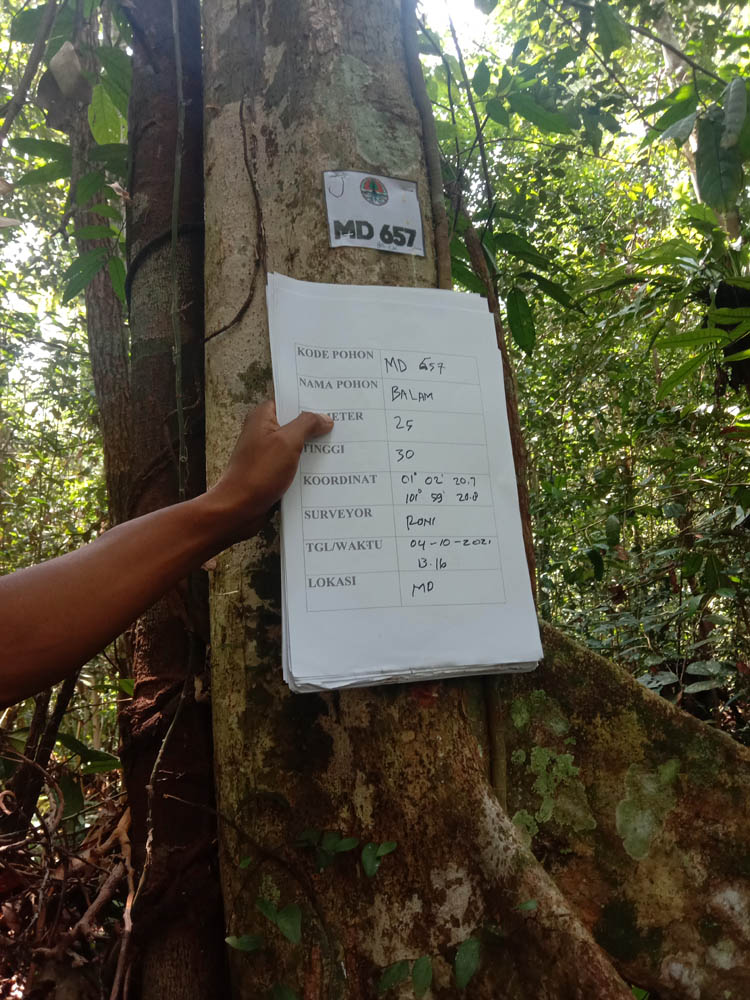 MD 657
KODE POHON MD 657
NAMA POHON BALAM
METER 25
TINGGI 30
KOORDINAT 01° 02' 20.7
101° 59' 20.8
SURVEYOR RONI
TGL/WAKTU 04-10-2021
13.16
LOKASI MD